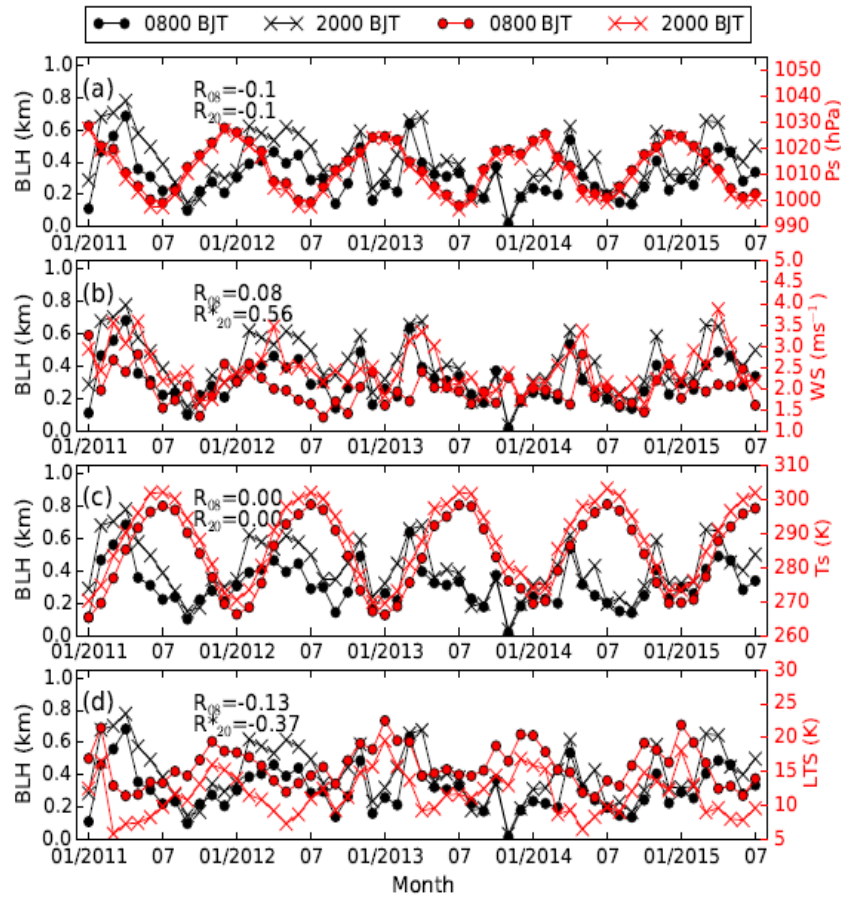 0800 BJT 2000 BJT 0800 BJT 2000 BJT
(a)
R08=-0.1
R20=-0.1
BLH (km)
1.0
0.8
0.6
0.4
0.2
0.0
1050
1040
1030
1020
1010
1000
990
Ps (hPa)
01/2011 07 01/2012 07 01/2013 07 01/2014 07 01/2015 07
(b)
R08=0.08
R*20=0.56
BLH (km)
1.0
0.8
0.6
0.4
0.2
0.0
5.0
4.5
4.0
3.5
3.0
2.5
2.0
1.5
1.0
WS (ms⁻¹)
01/2011 07 01/2012 07 01/2013 07 01/2014 07 01/2015 07
(c)
R08=0.00
R20=0.00
BLH (km)
1.0
0.8
0.6
0.4
0.2
0.0
310
300
290
280
270
260
Ts (K)
01/2011 07 01/2012 07 01/2013 07 01/2014 07 01/2015 07
(d)
R08=-0.13
R*20=-0.37
BLH (km)
1.0
0.8
0.6
0.4
0.2
0.0
30
25
20
15
10
5
LTS (K)
01/2011 07 01/2012 07 01/2013 07 01/2014 07 01/2015 07
Month